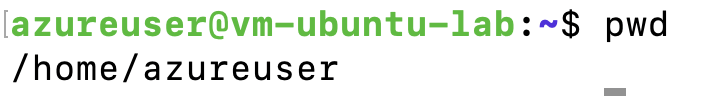 azureuser@vm-ubuntu-lab:~$ pwd
/home/azureuser